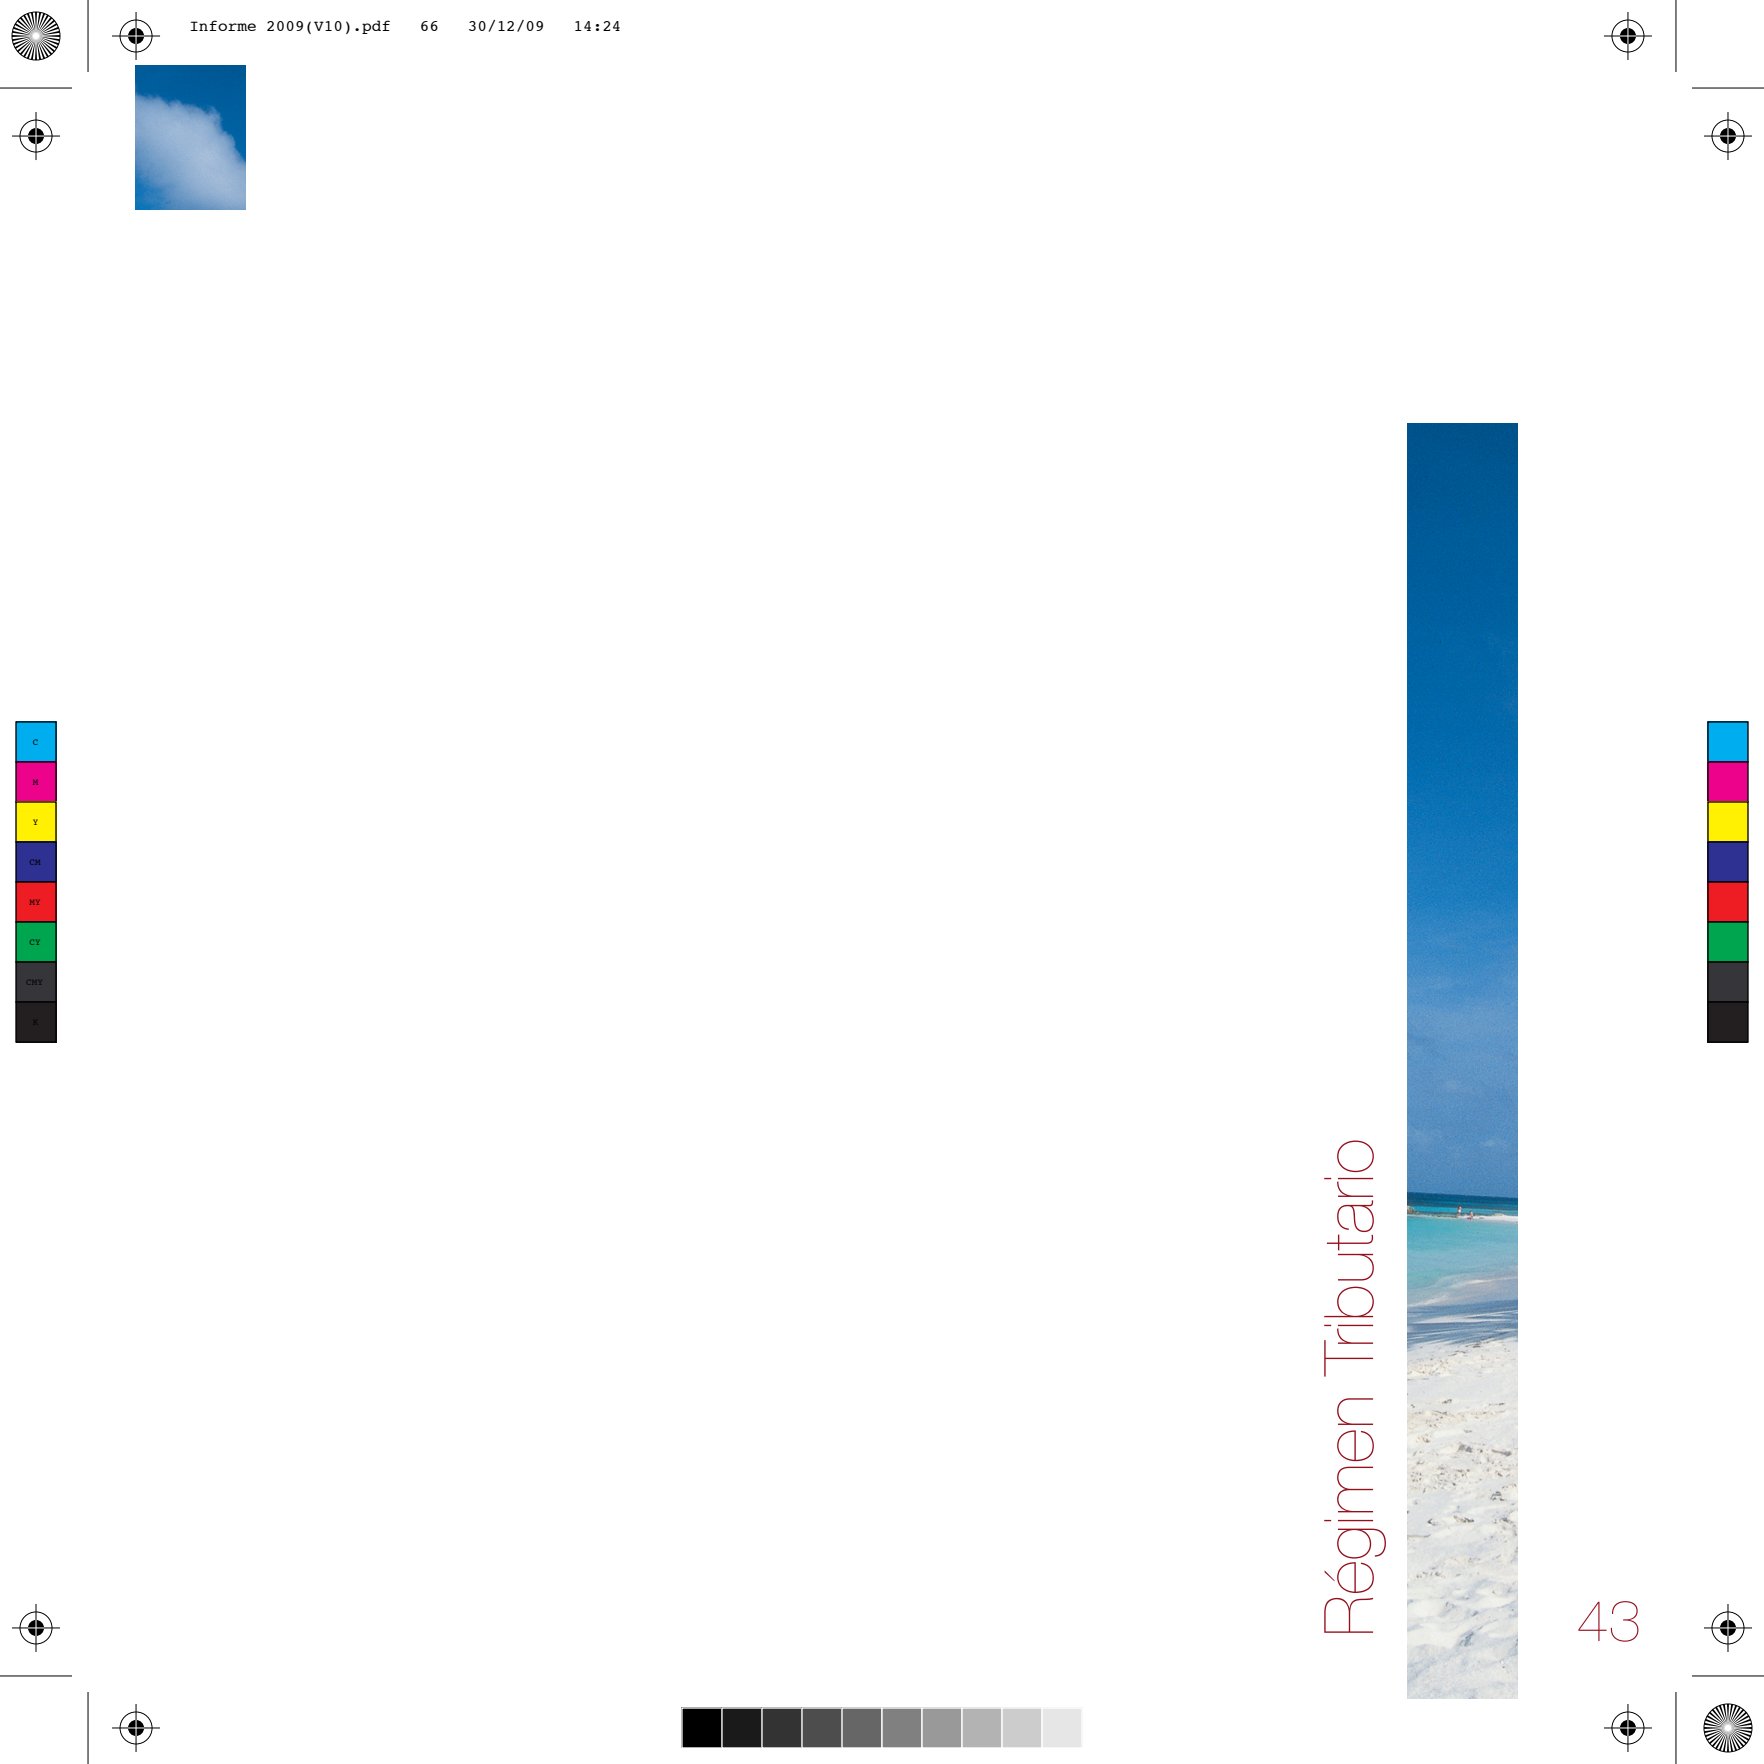 Informe 2009(V10).pdf 66 30/12/09 14:24
C
M
Y
CM
MY
CY
CMY
K
Régimen Tributario
43